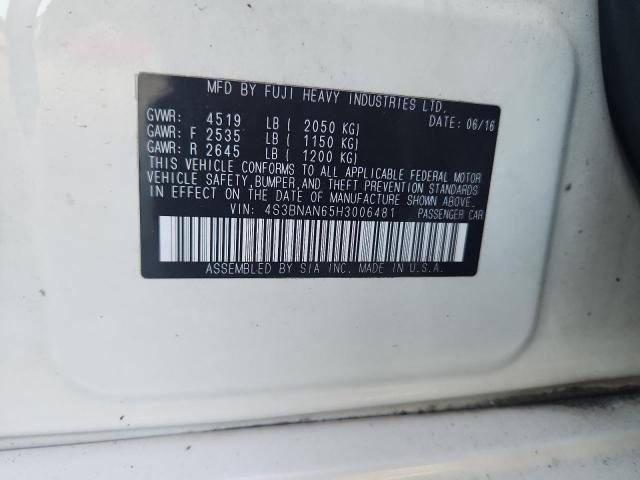 MFD BY FUJI HEAVY INDUSTRIES LTD.
GVWR: 4519 LB ( 2050 KG) DATE: 06/16
GAWR: F 2535 LB ( 1150 KG)
GAWR: R 2645 LB ( 1200 KG)
THIS VEHICLE CONFORMS TO ALL APPLICABLE FEDERAL MOTOR
VEHICLE SAFETY, BUMPER, AND THEFT PREVENTION STANDARDS
IN EFFECT ON THE DATE OF MANUFACTURE SHOWN ABOVE.
VIN: 4S3BNAN65H3006481 PASSENGER CAR
ASSEMBLED BY SIA INC. MADE IN U.S.A.